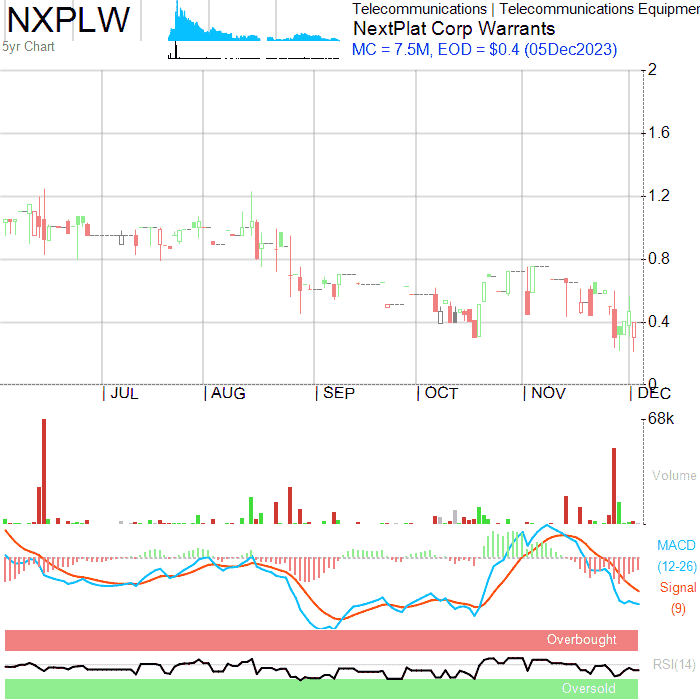 NXPLW
Telecommunications | Telecommunications Equipmen
NextPlat Corp Warrants
5yr Chart
MC = 7.5M, EOD = $0.4 (05Dec2023)
2
1.6
1.2
0.8
0.4
0
JUL AUG SEP OCT NOV DEC
68k
Volume
MACD
(12-26)
Signal
(9)
Overbought
RSI(14)
Oversold